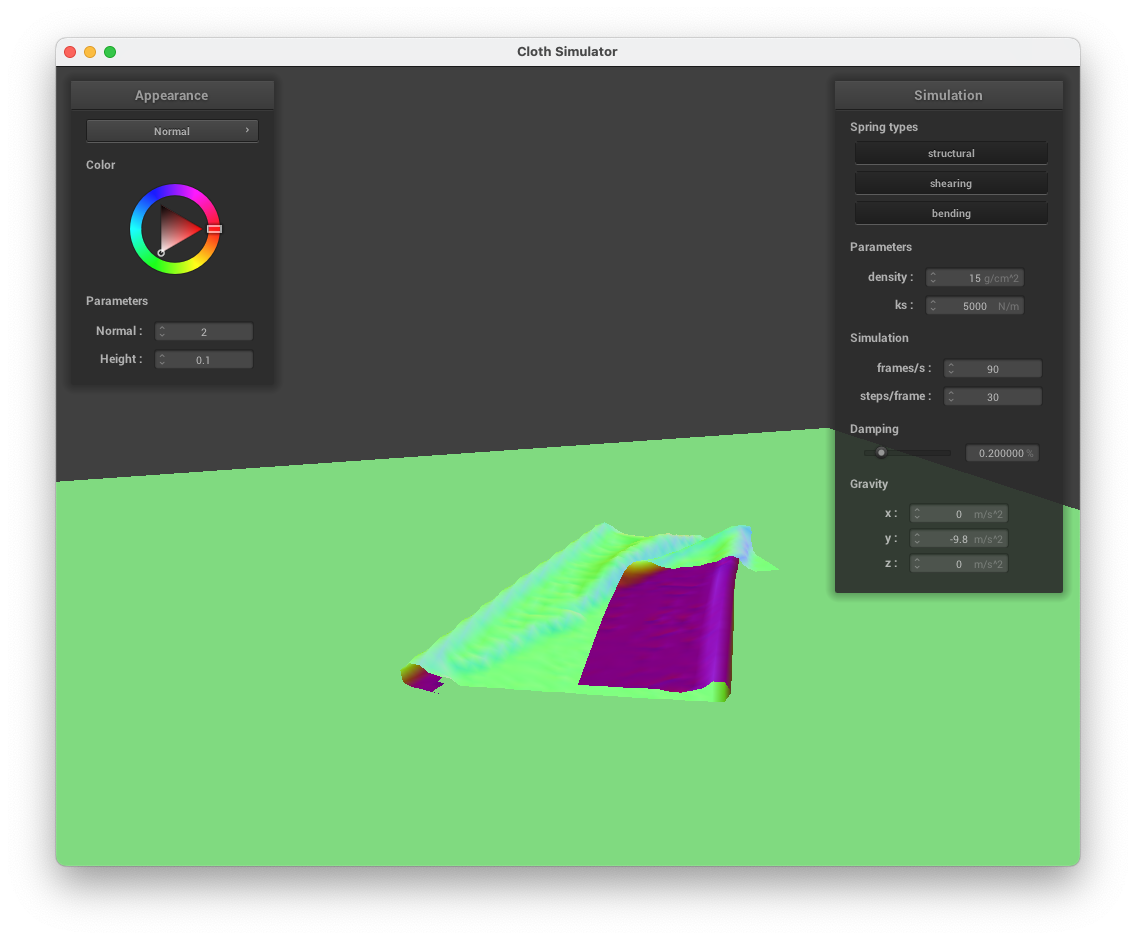 Cloth Simulator
Appearance
Normal
Color
Parameters
Normal : 2
Height : 0.1
Simulation
Spring types
structural
shearing
bending
Parameters
density : 15 g/cm^2
ks : 5000 N/m
Simulation
frames/s : 90
steps/frame : 30
Damping
0.200000 %
Gravity
x : 0 m/s^2
y : -9.8 m/s^2
z : 0 m/s^2